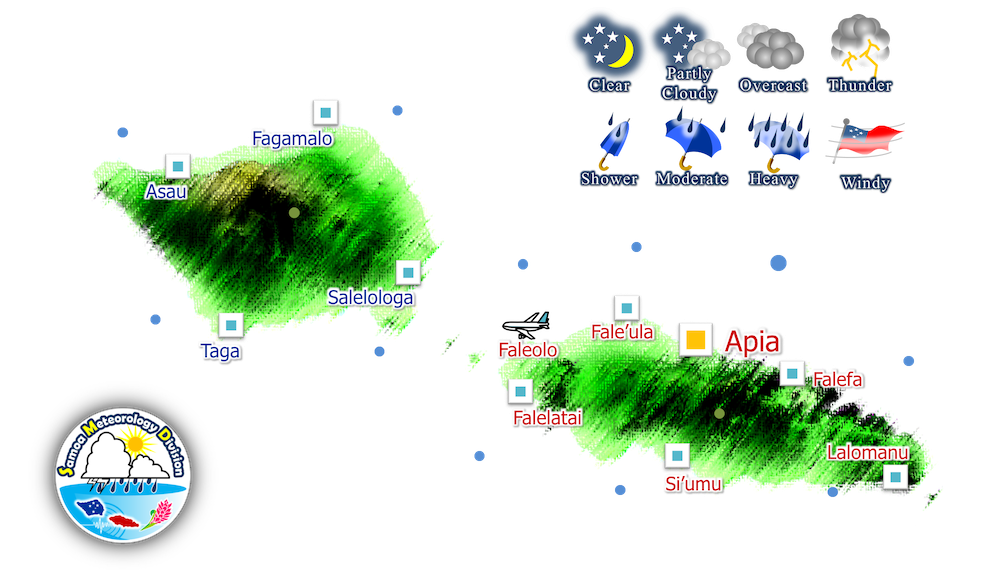 Clear
Partly
Cloudy
Overcast
Thunder
Shower
Moderate
Heavy
Windy
Fagamalo
Asau
Salelologa
Taga
Fale’ula
Apia
Faleolo
Falefa
Falelatai
Lalomanu
Si’umu
Samoa Meteorology Division